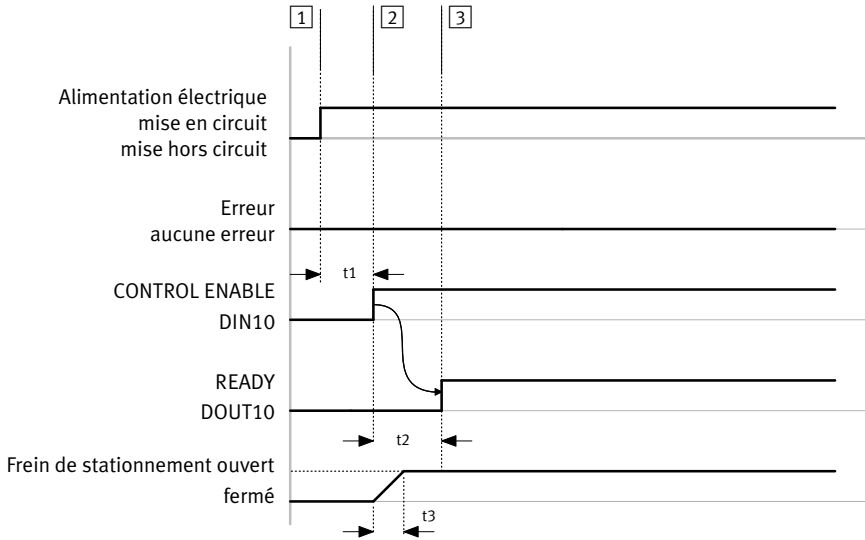 1 2 3
Alimentation électrique
mise en circuit
mise hors circuit
Erreur
aucune erreur
t1
CONTROL ENABLE
DIN10
READY
DOUT10
t2
Frein de stationnement ouvert
fermé
t3